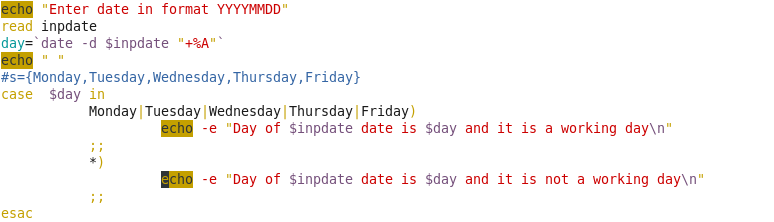 echo "Enter date in format YYYYMMDD"
read inpdate
day=`date -d $inpdate "+%A"`
echo " "
#s={Monday,Tuesday,Wednesday,Thursday,Friday}
case  $day in
           Monday|Tuesday|Wednesday|Thursday|Friday)
                    echo -e "Day of $inpdate date is $day and it is a working day\n"
           ;;
           *)
                    echo -e "Day of $inpdate date is $day and it is not a working day\n"
           ;;
esac